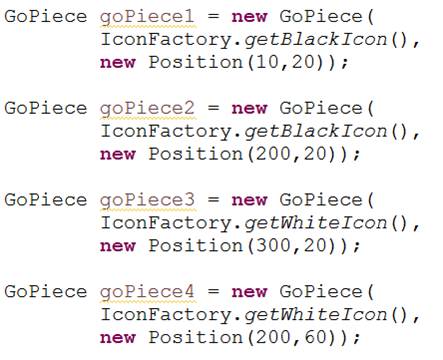 GoPiece goPiece1 = new GoPiece(
IconFactory.getBlackIcon(),
new Position(10,20));
GoPiece goPiece2 = new GoPiece(
IconFactory.getBlackIcon(),
new Position(200,20));
GoPiece goPiece3 = new GoPiece(
IconFactory.getWhiteIcon(),
new Position(300,20));
GoPiece goPiece4 = new GoPiece(
IconFactory.getWhiteIcon(),
new Position(200,60));